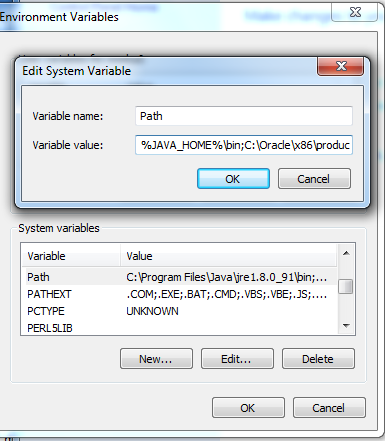 Environment Variables
Edit System Variable
Variable name:
Path
Variable value:
%JAVA_HOME%\bin;C:\Oracle\x86\produc
OK
Cancel
System variables
Variable
Value
Path
C:\Program Files\Java\jre1.8.0_91\bin;...
PATHEXT
.COM;.EXE;.BAT;.CMD;.VBS;.VBE;.JS;....
PCTYPE
UNKNOWN
PERL5LIB
New...
Edit...
Delete
OK
Cancel